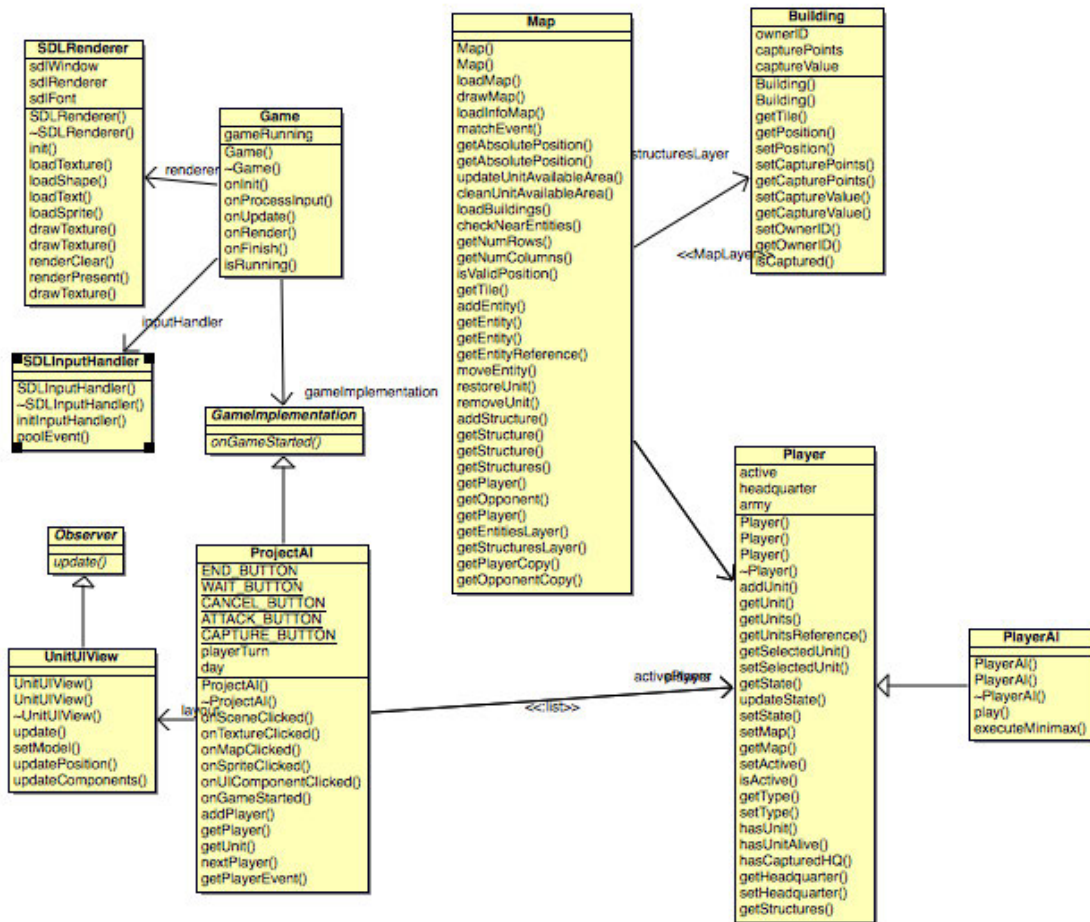 SDLRenderer
sdlWindow
sdlRenderer
sdlFont
SDLRenderer()
~SDLRenderer()
init()
loadTexture()
loadShape()
loadText()
loadSprite()
drawTexture()
drawTexture()
renderClear()
renderPresent()
drawTexture()
renderer
Game
gameRunning
Game()
~Game()
onInit()
onProcessInput()
onUpdate()
onRender()
onFinish()
isRunning()
inputHandler
SDLInputHandler
SDLInputHandler()
~SDLInputHandler()
initInputHandler()
poolEvent()
gameImplementation
GameImplementation
onGameStarted()
Map
Map()
Map()
loadMap()
drawMap()
loadInfoMap()
matchEvent()
getAbsolutePosition()
getAbsolutePosition()
updateUnitAvailableArea()
cleanUnitAvailableArea()
loadBuildings()
checkNearEntities()
getNumRows()
getNumColumns()
isValidPosition()
getTile()
addEntity()
getEntity()
getEntity()
getEntityReference()
moveEntity()
restoreUnit()
removeUnit()
addStructure()
getStructure()
getStructure()
getStructures()
getPlayer()
getOpponent()
getPlayer()
getEntitiesLayer()
getStructuresLayer()
getPlayerCopy()
getOpponentCopy()
structuresLayer
<<MapLayer>>
Building
ownerID
capturePoints
captureValue
Building()
Building()
getTile()
getPosition()
setPosition()
setCapturePoints()
getCapturePoints()
setCaptureValue()
getCaptureValue()
setOwnerID()
getOwnerID()
isCaptured()
Observer
update()
UnitUIView
UnitUIView()
UnitUIView()
~UnitUIView()
update()
setModel()
updatePosition()
updateComponents()
layout
ProjectAI
END_BUTTON
WAIT_BUTTON
CANCEL_BUTTON
ATTACK_BUTTON
CAPTURE_BUTTON
playerTurn
day
ProjectAI()
~ProjectAI()
onSceneClicked()
onTextureClicked()
onMapClicked()
onSpriteClicked()
onUIComponentClicked()
onGameStarted()
addPlayer()
getPlayer()
getUnit()
nextPlayer()
getPlayerEvent()
<<:list>>
Player
active
headquarter
army
Player()
Player()
Player()
~Player()
addUnit()
getUnit()
getUnits()
getUnitsReference()
getSelectedUnit()
setSelectedUnit()
getState()
updateState()
setState()
setMap()
getMap()
setActive()
isActive()
getType()
setType()
hasUnit()
hasUnitAlive()
hasCapturedHQ()
getHeadquarter()
setHeadquarter()
getStructures()
PlayerAI
PlayerAI()
PlayerAI()
~PlayerAI()
play()
executeMinimax()